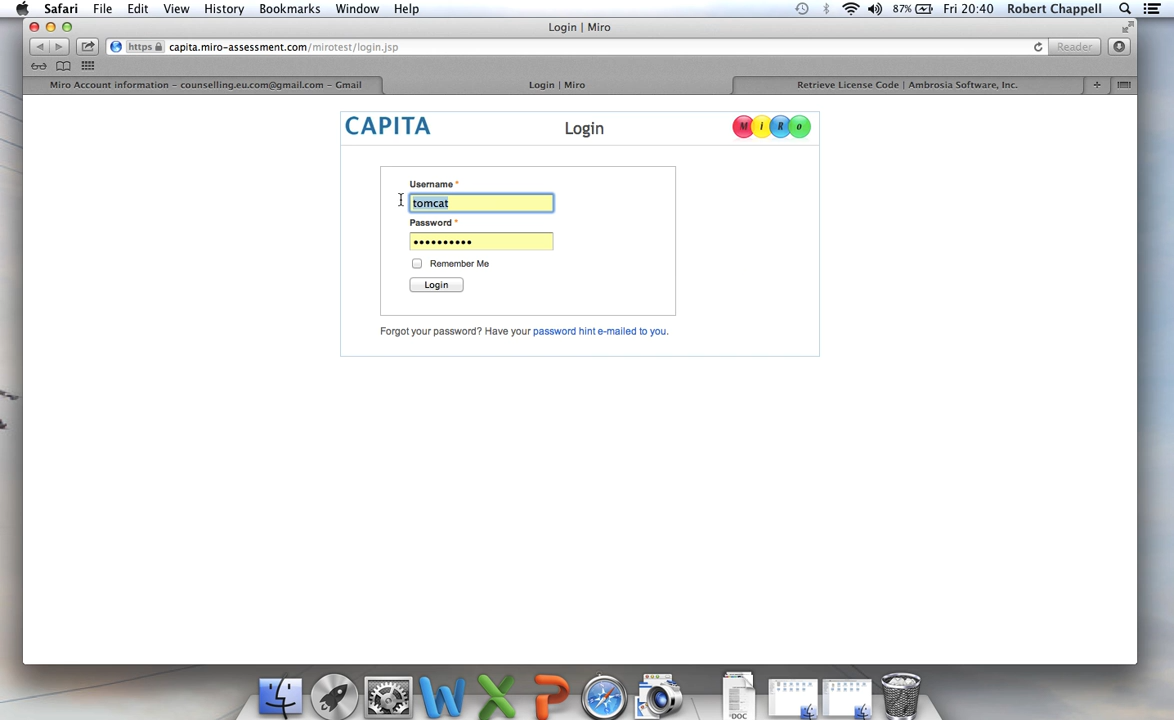 Safari File Edit View History Bookmarks Window Help 87% Fri 20:40 Robert Chappell
Login | Miro
https capita.miro-assessment.com/mirotest/login.jsp Reader
Miro Account information – counselling.eu.com@gmail.com – Gmail Login | Miro Retrieve License Code | Ambrosia Software, Inc. +
CAPITA Login M i R o
Username *
tomcat
Password *
••••••••••
Remember Me
Login
Forgot your password? Have your password hint e-mailed to you.
W X P DOC